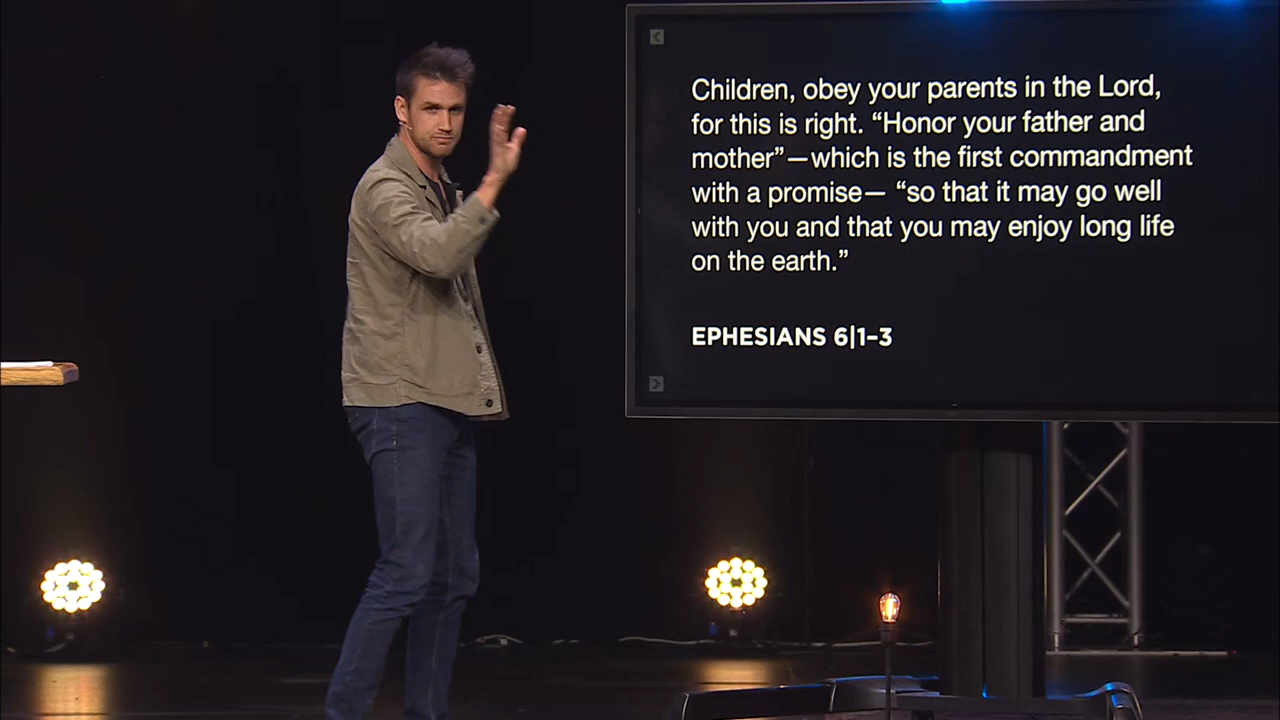 Children, obey your parents in the Lord,
for this is right. “Honor your father and
mother”—which is the first commandment
with a promise— “so that it may go well
with you and that you may enjoy long life
on the earth.”
EPHESIANS 6|1–3